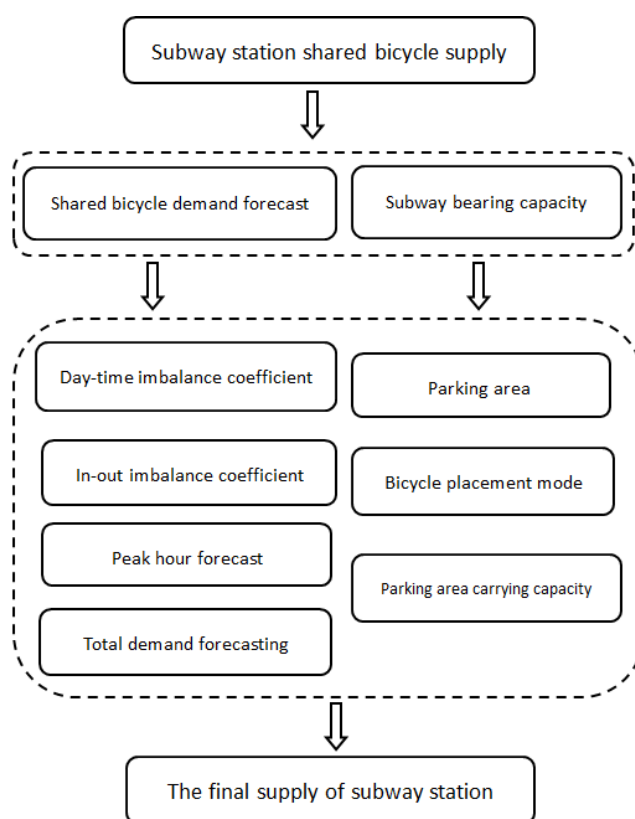 Subway station shared bicycle supply
Shared bicycle demand forecast
Subway bearing capacity
Day-time imbalance coefficient
Parking area
In-out imbalance coefficient
Bicycle placement mode
Peak hour forecast
Parking area carrying capacity
Total demand forecasting
The final supply of subway station